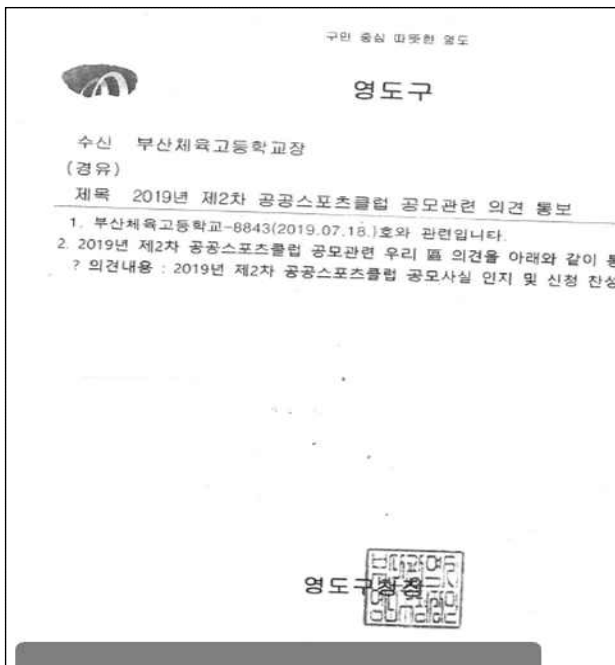 구민 중심 따뜻한 영도
영도구
수신 부산체육고등학교장
(경유)
제목 2019년 제2차 공공스포츠클럽 공모관련 의견 통보
1. 부산체육고등학교-8843(2019.07.18.)호와 관련입니다.
2. 2019년 제2차 공공스포츠클럽 공모관련 우리 區 의견을 아래와 같이
? 의견내용 : 2019년 제2차 공공스포츠클럽 공모사실 인지 및 신청 찬성
영도구청장